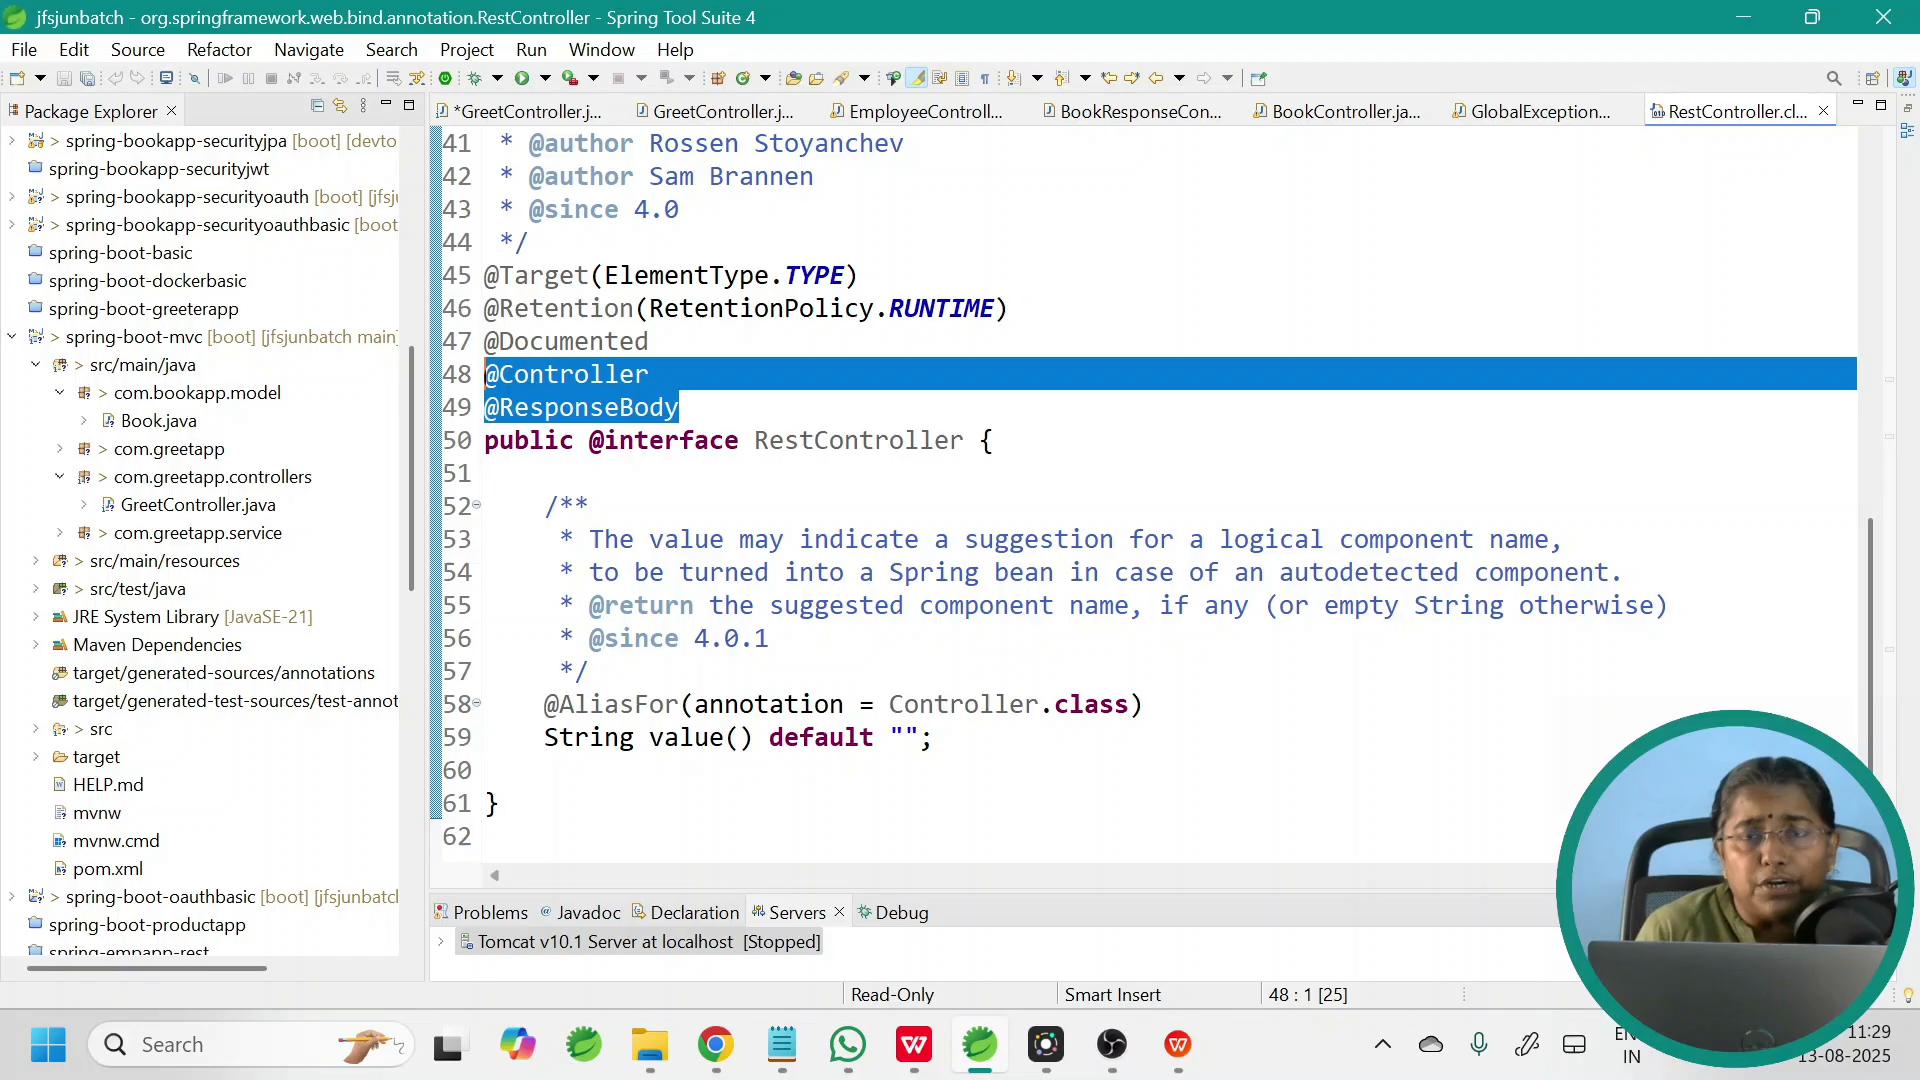 jfsjunbatch - org.springframework.web.bind.annotation.RestController - Spring Tool Suite 4
File Edit Source Refactor Navigate Search Project Run Window Help
Package Explorer
*GreetController.j... GreetController.j... EmployeeControll... BookResponseCon... BookController.ja... GlobalException... RestController.cl...
> spring-bookapp-securityjpa [boot] [devto
spring-bookapp-securityjwt
> spring-bookapp-securityoauth [boot] [jfsj
> spring-bookapp-securityoauthbasic [boot
spring-boot-basic
spring-boot-dockerbasic
spring-boot-greeterapp
> spring-boot-mvc [boot] [jfsjunbatch main]
> src/main/java
> com.bookapp.model
Book.java
> com.greetapp
> com.greetapp.controllers
GreetController.java
> com.greetapp.service
> src/main/resources
> src/test/java
JRE System Library [JavaSE-21]
Maven Dependencies
target/generated-sources/annotations
target/generated-test-sources/test-annot
> src
target
HELP.md
mvnw
mvnw.cmd
pom.xml
> spring-boot-oauthbasic [boot] [jfsjunbatch
spring-boot-productapp
spring-empapp-rest
41 * @author Rossen Stoyanchev
42 * @author Sam Brannen
43 * @since 4.0
44 */
45 @Target(ElementType.TYPE)
46 @Retention(RetentionPolicy.RUNTIME)
47 @Documented
48 @Controller
49 @ResponseBody
50 public @interface RestController {
51
52 /**
53 * The value may indicate a suggestion for a logical component name,
54 * to be turned into a Spring bean in case of an autodetected component.
55 * @return the suggested component name, if any (or empty String otherwise)
56 * @since 4.0.1
57 */
58 @AliasFor(annotation = Controller.class)
59 String value() default "";
60
61 }
62
Problems Javadoc Declaration Servers Debug
Tomcat v10.1 Server at localhost [Stopped]
Read-Only Smart Insert 48 : 1 [25]
Search
IN
11:29
13-08-2025